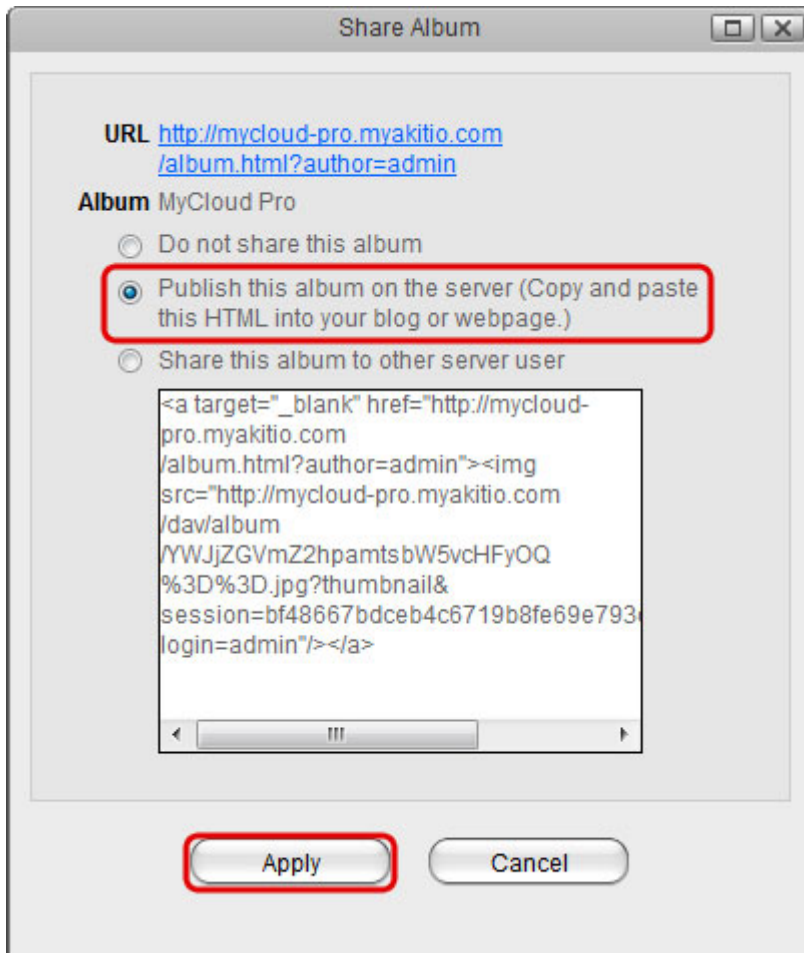 Share Album
URL http://mycloud-pro.myakitio.com
/album.html?author=admin
Album MyCloud Pro
Do not share this album
Publish this album on the server (Copy and paste
this HTML into your blog or webpage.)
Share this album to other server user
<a target="_blank" href="http://mycloud-
pro.myakitio.com
/album.html?author=admin"><img
src="http://mycloud-pro.myakitio.com
/dav/album
/YWJjZGVmZ2hpamtsbW5vcHFyOQ
%3D%3D.jpg?thumbnail&
session=bf48667bdceb4c6719b8fe69e793
login=admin"/></a>
Apply Cancel